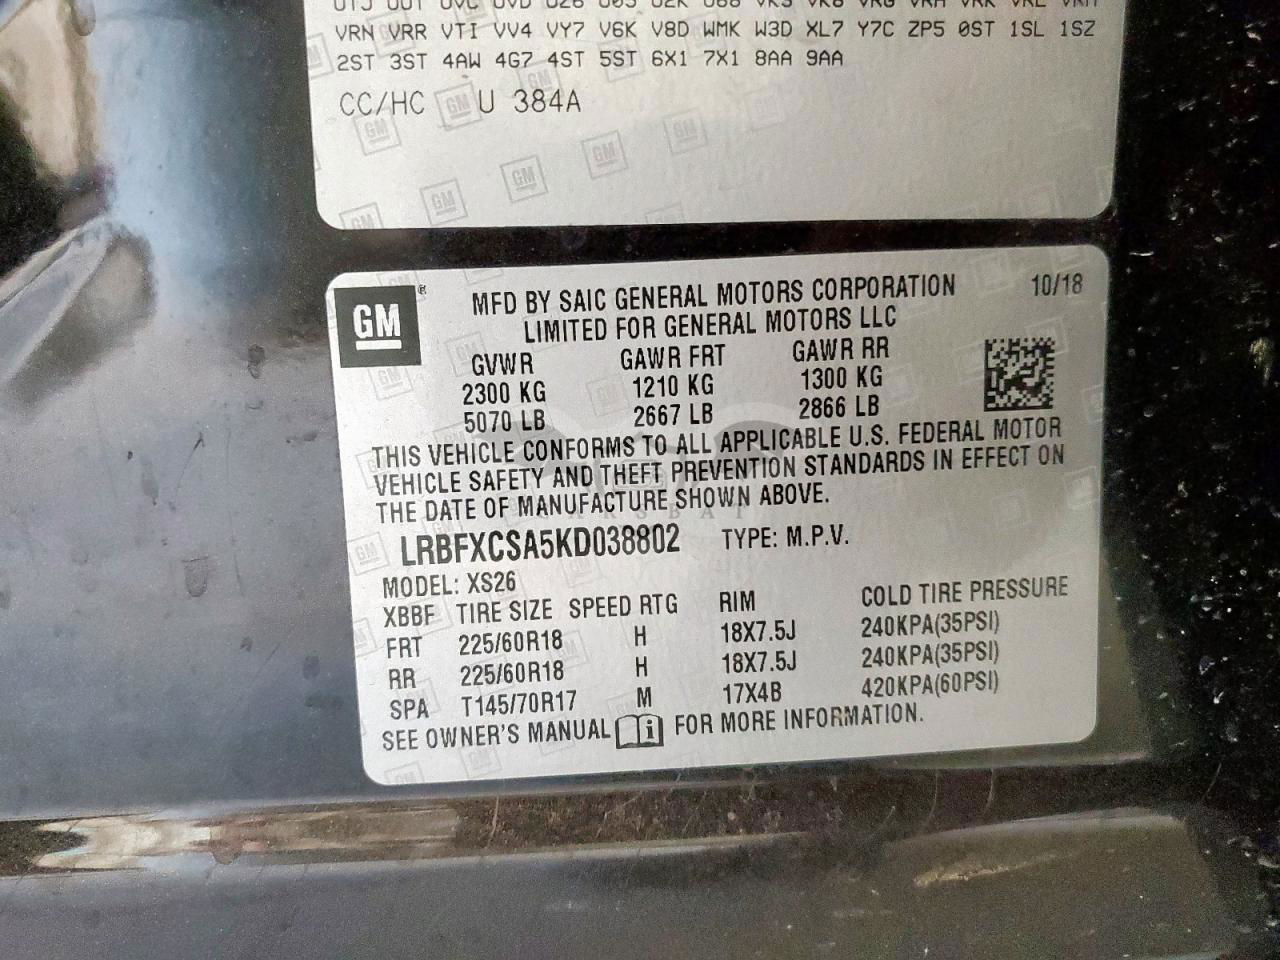 VRN VRR VTI VV4 VY7 V6K V8D WMK W3D XL7 Y7C ZP5 0ST 1SL 1SZ
2ST 3ST 4AW 4G7 4ST 5ST 6X1 7X1 8AA 9AA
CC/HC U 384A
GM® MFD BY SAIC GENERAL MOTORS CORPORATION 10/18
LIMITED FOR GENERAL MOTORS LLC
GVWR GAWR FRT GAWR RR
2300 KG 1210 KG 1300 KG
5070 LB 2667 LB 2866 LB
THIS VEHICLE CONFORMS TO ALL APPLICABLE U.S. FEDERAL MOTOR
VEHICLE SAFETY AND THEFT PREVENTION STANDARDS IN EFFECT ON
THE DATE OF MANUFACTURE SHOWN ABOVE.
LRBFXCSA5KD038802 TYPE: M.P.V.
MODEL: XS26
XBBF TIRE SIZE SPEED RTG RIM COLD TIRE PRESSURE
FRT 225/60R18 H 18X7.5J 240KPA(35PSI)
RR 225/60R18 H 18X7.5J 240KPA(35PSI)
SPA T145/70R17 M 17X4B 420KPA(60PSI)
SEE OWNER'S MANUAL i FOR MORE INFORMATION.